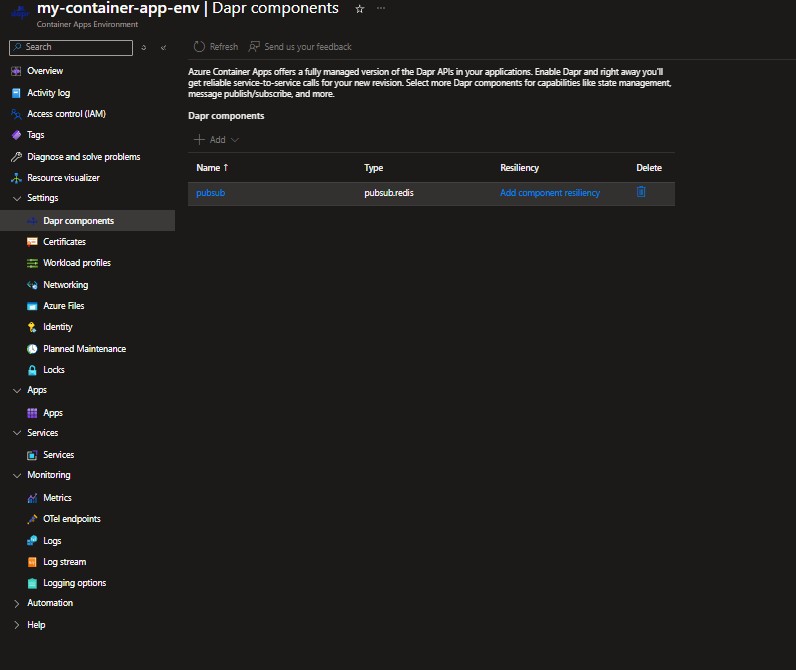 my-container-app-env | Dapr components
Container Apps Environment
Search
Refresh
Send us your feedback
Overview
Activity log
Access control (IAM)
Tags
Diagnose and solve problems
Resource visualizer
Settings
Dapr components
Certificates
Workload profiles
Networking
Azure Files
Identity
Planned Maintenance
Locks
Apps
Apps
Services
Services
Monitoring
Metrics
OTel endpoints
Logs
Log stream
Logging options
Automation
Help
Azure Container Apps offers a fully managed version of the Dapr APIs in your applications. Enable Dapr and right away you'll
get reliable service-to-service calls for your new revision. Select more Dapr components for capabilities like state management,
message publish/subscribe, and more.
Dapr components
Add
Name ↑ Type Resiliency Delete
pubsub pubsub.redis Add component resiliency